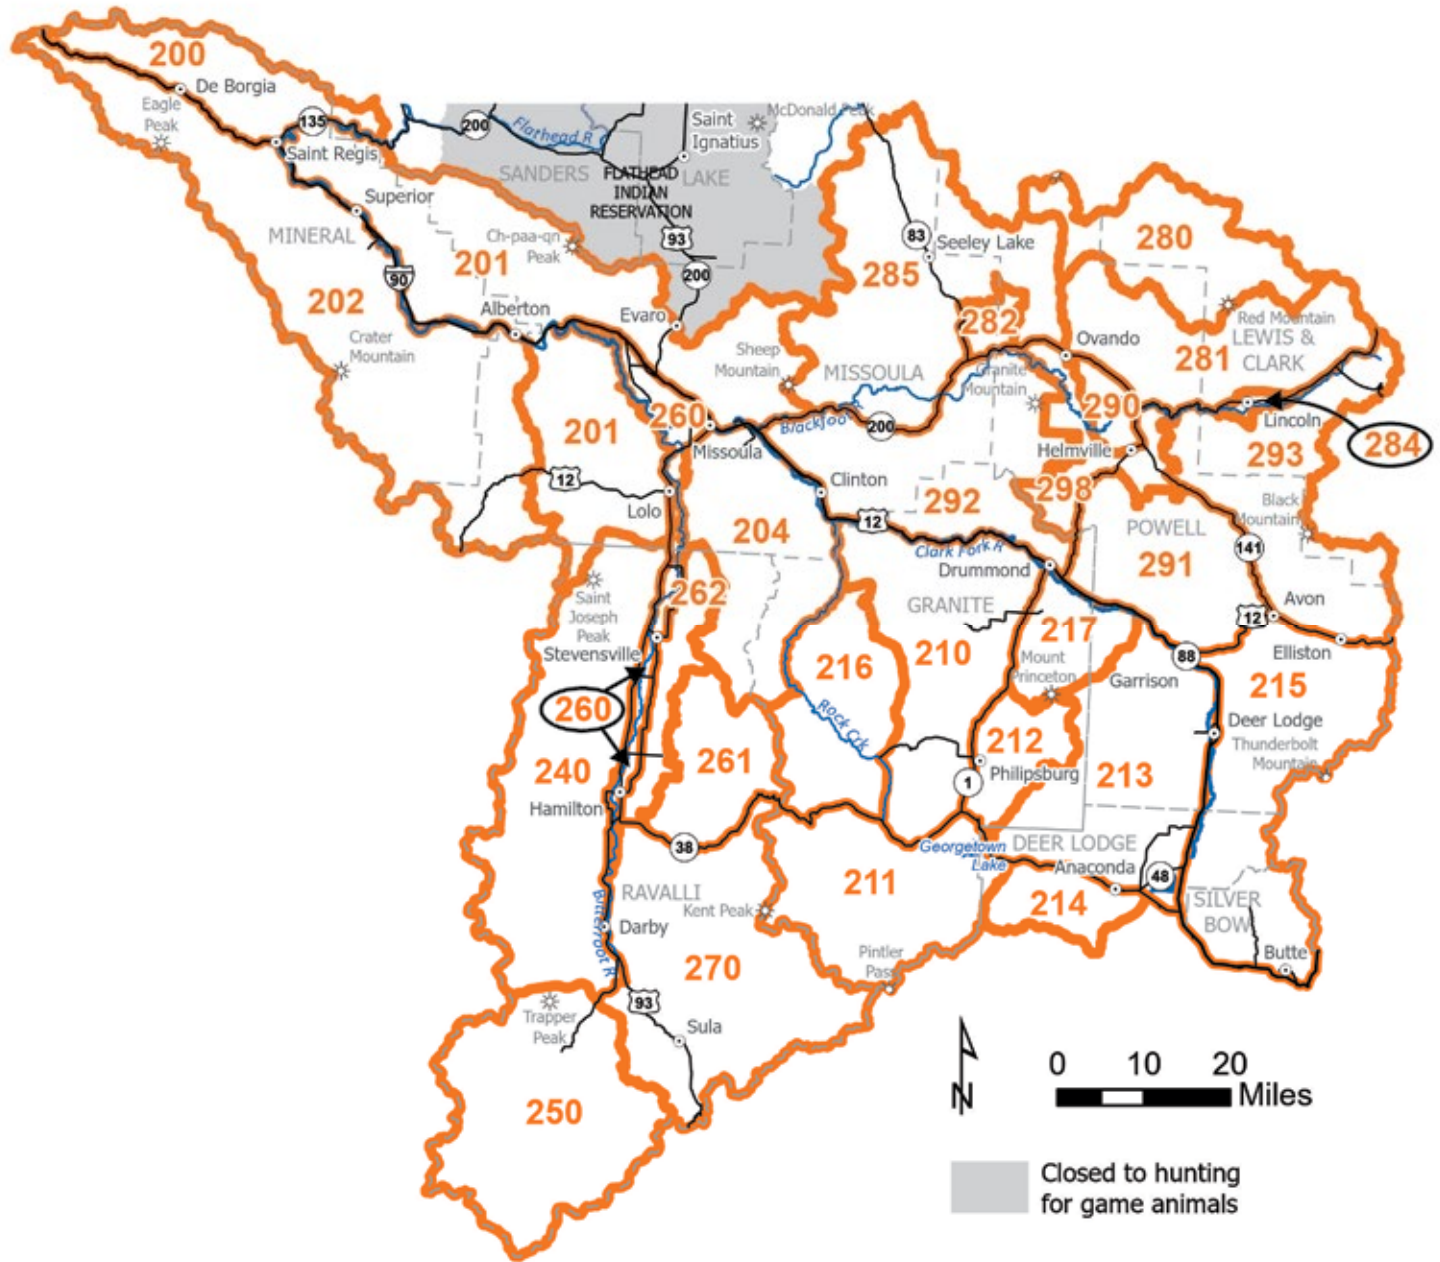 200
De Borgia
Eagle
Peak
135
Saint Regis
200
Flathead R
Saint
Ignatius
McDonald Peak
SANDERS
LAKE
FLATHEAD
INDIAN
RESERVATION
Superior
MINERAL
90
202
201
Ch-paa-qn
Peak
93
200
Alberton
Evaro
Crater
Mountain
83
Seeley Lake
285
280
282
Red Mountain
LEWIS &
CLARK
Ovando
281
Sheep
Mountain
MISSOULA
Granite
Mountain
290
Lincoln
284
201
260
Missoula
Blackfoo
200
Helmville
293
12
Lolo
Clinton
204
12
292
298
Black
Mountain
POWELL
141
291
Clark Fork R
Drummond
Avon
12
Elliston
262
Saint
Joseph
Peak
Stevensville
GRANITE
210
217
Mount
Princeton
216
88
Garrison
215
Deer Lodge
Thunderbolt
Mountain
260
Rock Crk
240
Hamilton
261
212
Philipsburg
1
213
38
Georgetown
Lake
DEER LODGE
Anaconda
48
RAVALLI
Kent Peak
211
214
SILVER
BOW
Butte
Bitterroot R
Darby
270
Pintler
Pass
Trapper
Peak
93
Sula
250
N
0 10 20
Miles
Closed to hunting
for game animals